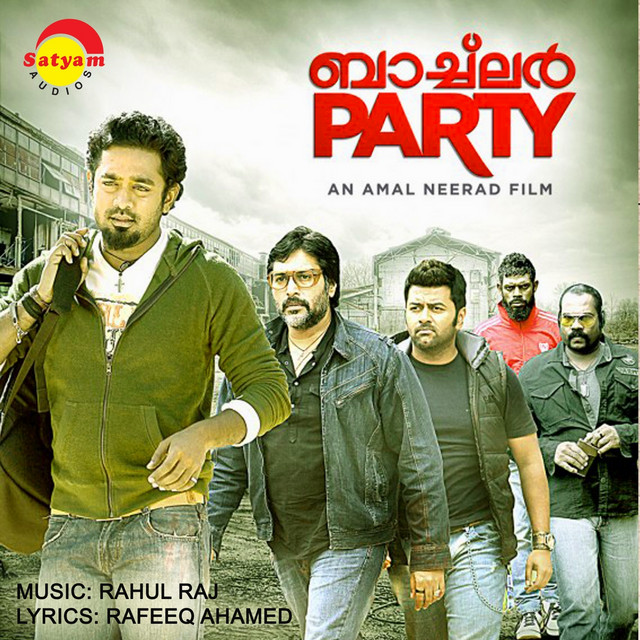 Satyam
AUDIOS
ബാച്ച്ലർ
PARTY
AN AMAL NEERAD FILM
MUSIC: RAHUL RAJ
LYRICS: RAFEEQ AHAMED